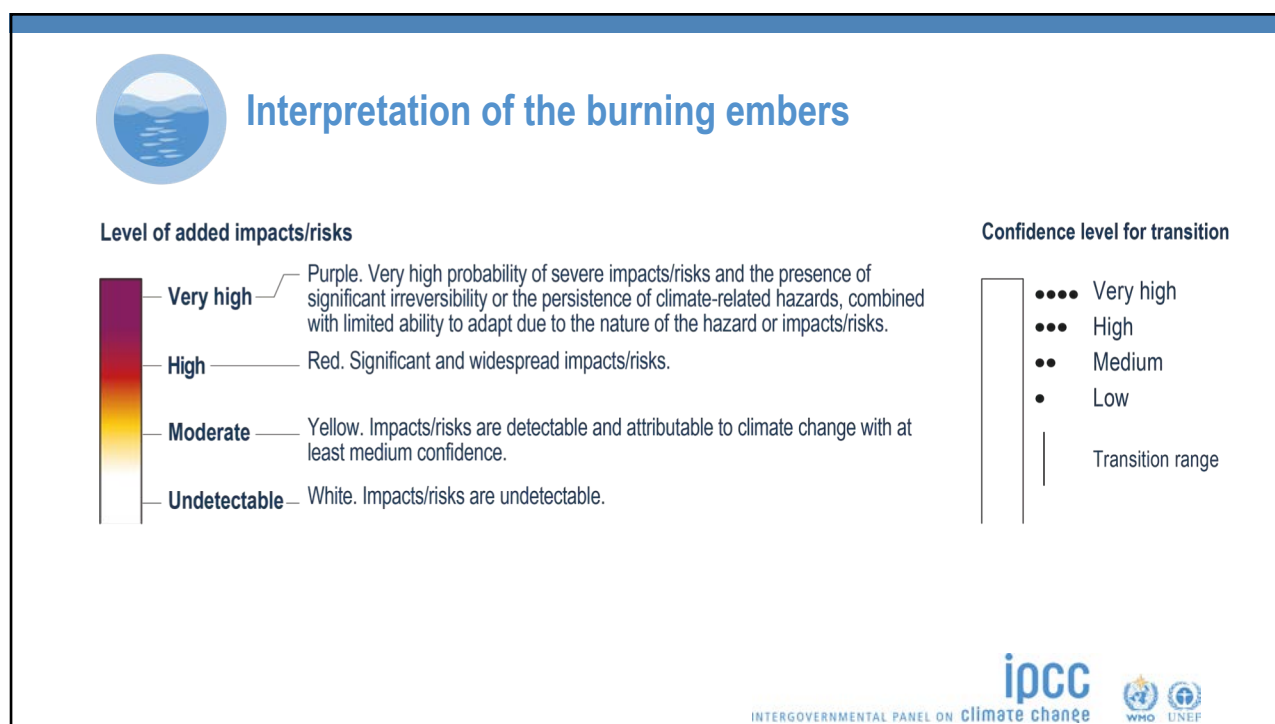 Interpretation of the burning embers
Level of added impacts/risks
Very high
Purple. Very high probability of severe impacts/risks and the presence of
significant irreversibility or the persistence of climate-related hazards, combined
with limited ability to adapt due to the nature of the hazard or impacts/risks.
High
Red. Significant and widespread impacts/risks.
Moderate
Yellow. Impacts/risks are detectable and attributable to climate change with at
least medium confidence.
Undetectable
White. Impacts/risks are undetectable.
Confidence level for transition
•••• Very high
••• High
•• Medium
• Low
Transition range
ipcc
INTERGOVERNMENTAL PANEL ON climate change
WMO UNEP